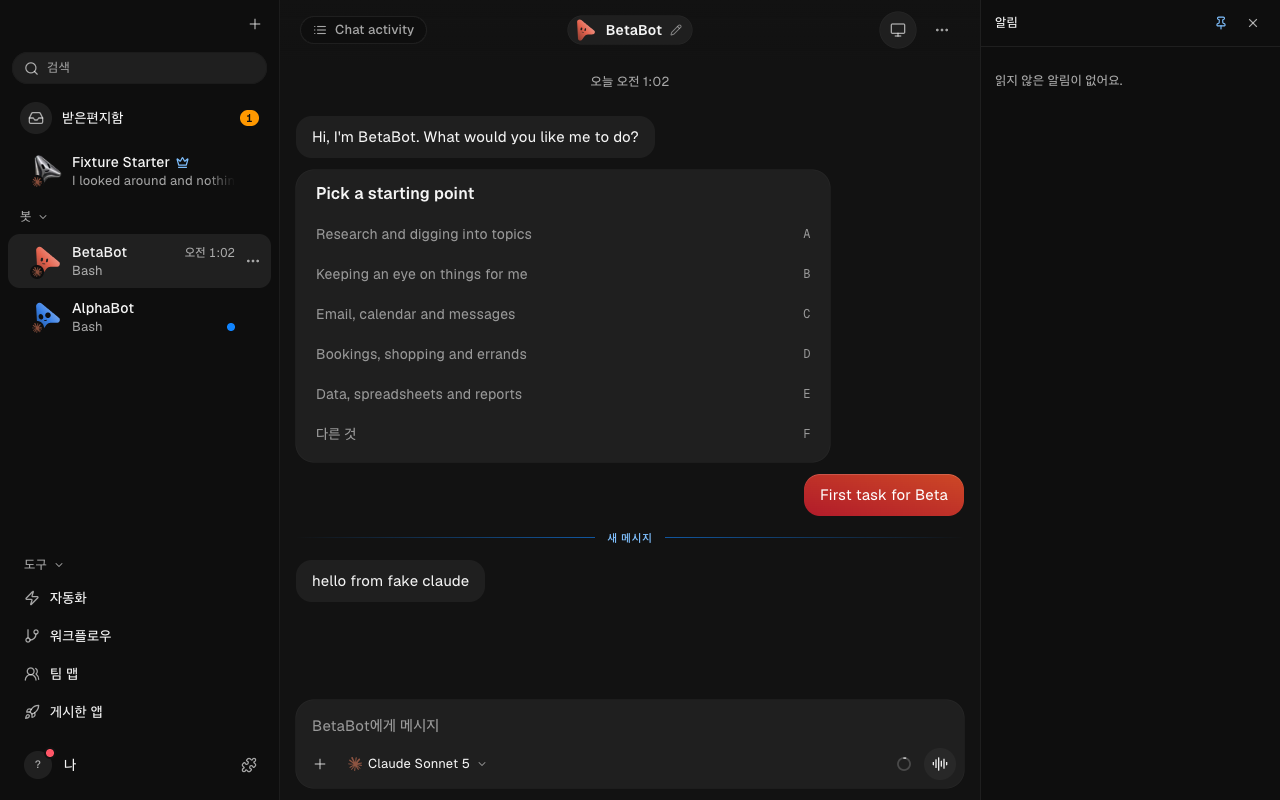 검색
받은편지함
1
Fixture Starter
I looked around and nothin
봇
BetaBot
오전 1:02
Bash
AlphaBot
Bash
도구
자동화
워크플로우
팀 맵
게시한 앱
?
나
Chat activity
BetaBot
오늘 오전 1:02
Hi, I'm BetaBot. What would you like me to do?
Pick a starting point
Research and digging into topics A
Keeping an eye on things for me B
Email, calendar and messages C
Bookings, shopping and errands D
Data, spreadsheets and reports E
다른 것 F
First task for Beta
새 메시지
hello from fake claude
BetaBot에게 메시지
Claude Sonnet 5
알림
읽지 않은 알림이 없어요.